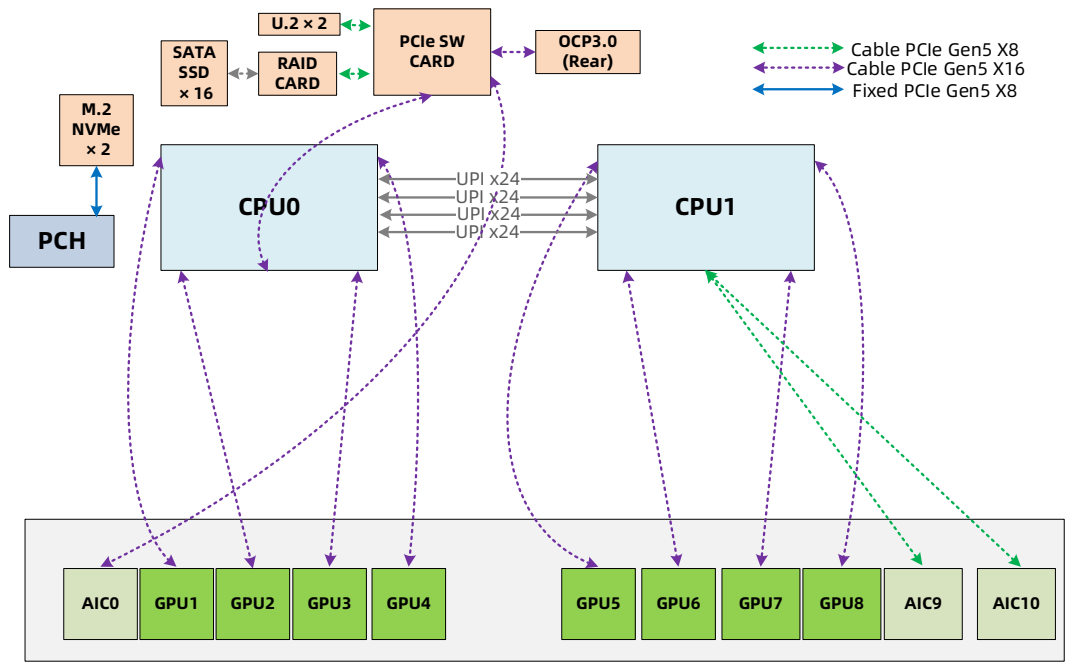 U.2 × 2
PCIe SW
CARD
OCP3.0
(Rear)
SATA
SSD
× 16
RAID
CARD
Cable PCIe Gen5 X8
Cable PCIe Gen5 X16
Fixed PCIe Gen5 X8
M.2
NVMe
× 2
PCH
CPU0
UPI x24
UPI x24
UPI x24
UPI x24
CPU1
AIC0
GPU1
GPU2
GPU3
GPU4
GPU5
GPU6
GPU7
GPU8
AIC9
AIC10